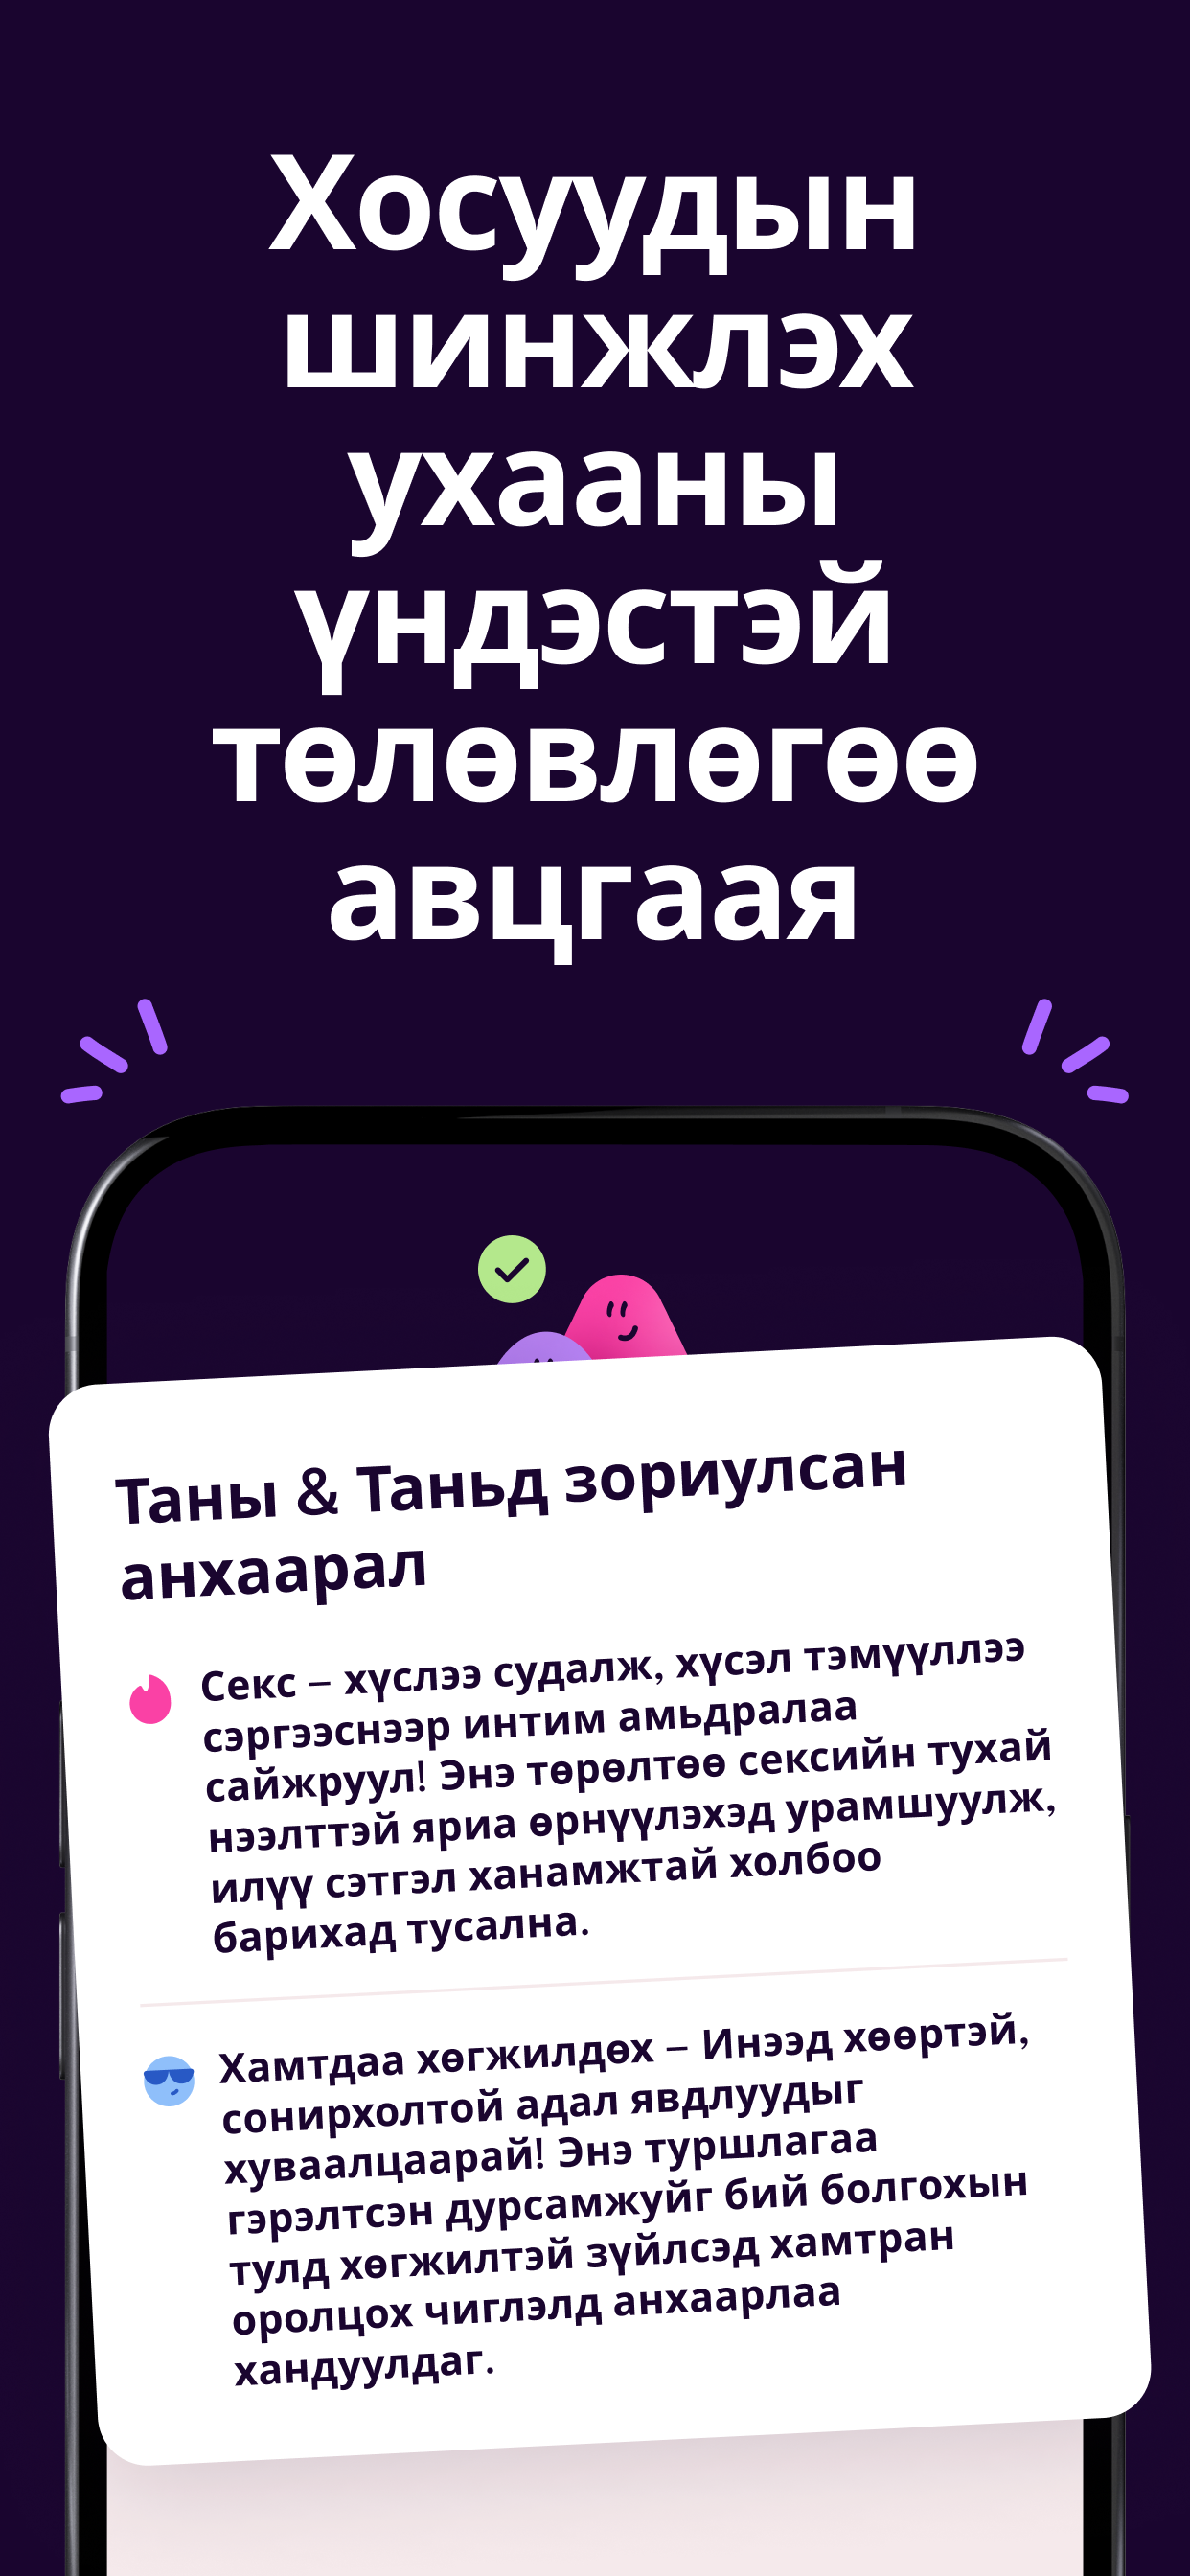 Хосуудын
шинжлэх
ухааны
үндэстэй
төлөвлөгөө
авцгаая
Таны & Таньд зориулсан
анхаарал
Секс – хүслээ судалж, хүсэл тэмүүллээ
сэргээснээр интим амьдралаа
сайжруул! Энэ төрөлтөө сексийн тухай
нээлттэй яриа өрнүүлэхэд урамшуулж,
илүү сэтгэл ханамжтай холбоо
барихад тусална.
Хамтдаа хөгжилдөх – Инээд хөөртэй,
сонирхолтой адал явдлуудыг
хуваалцаарай! Энэ туршлагаа
гэрэлтсэн дурсамжуйг бий болгохын
тулд хөгжилтэй зүйлсэд хамтран
оролцох чиглэлд анхаарлаа
хандуулдаг.